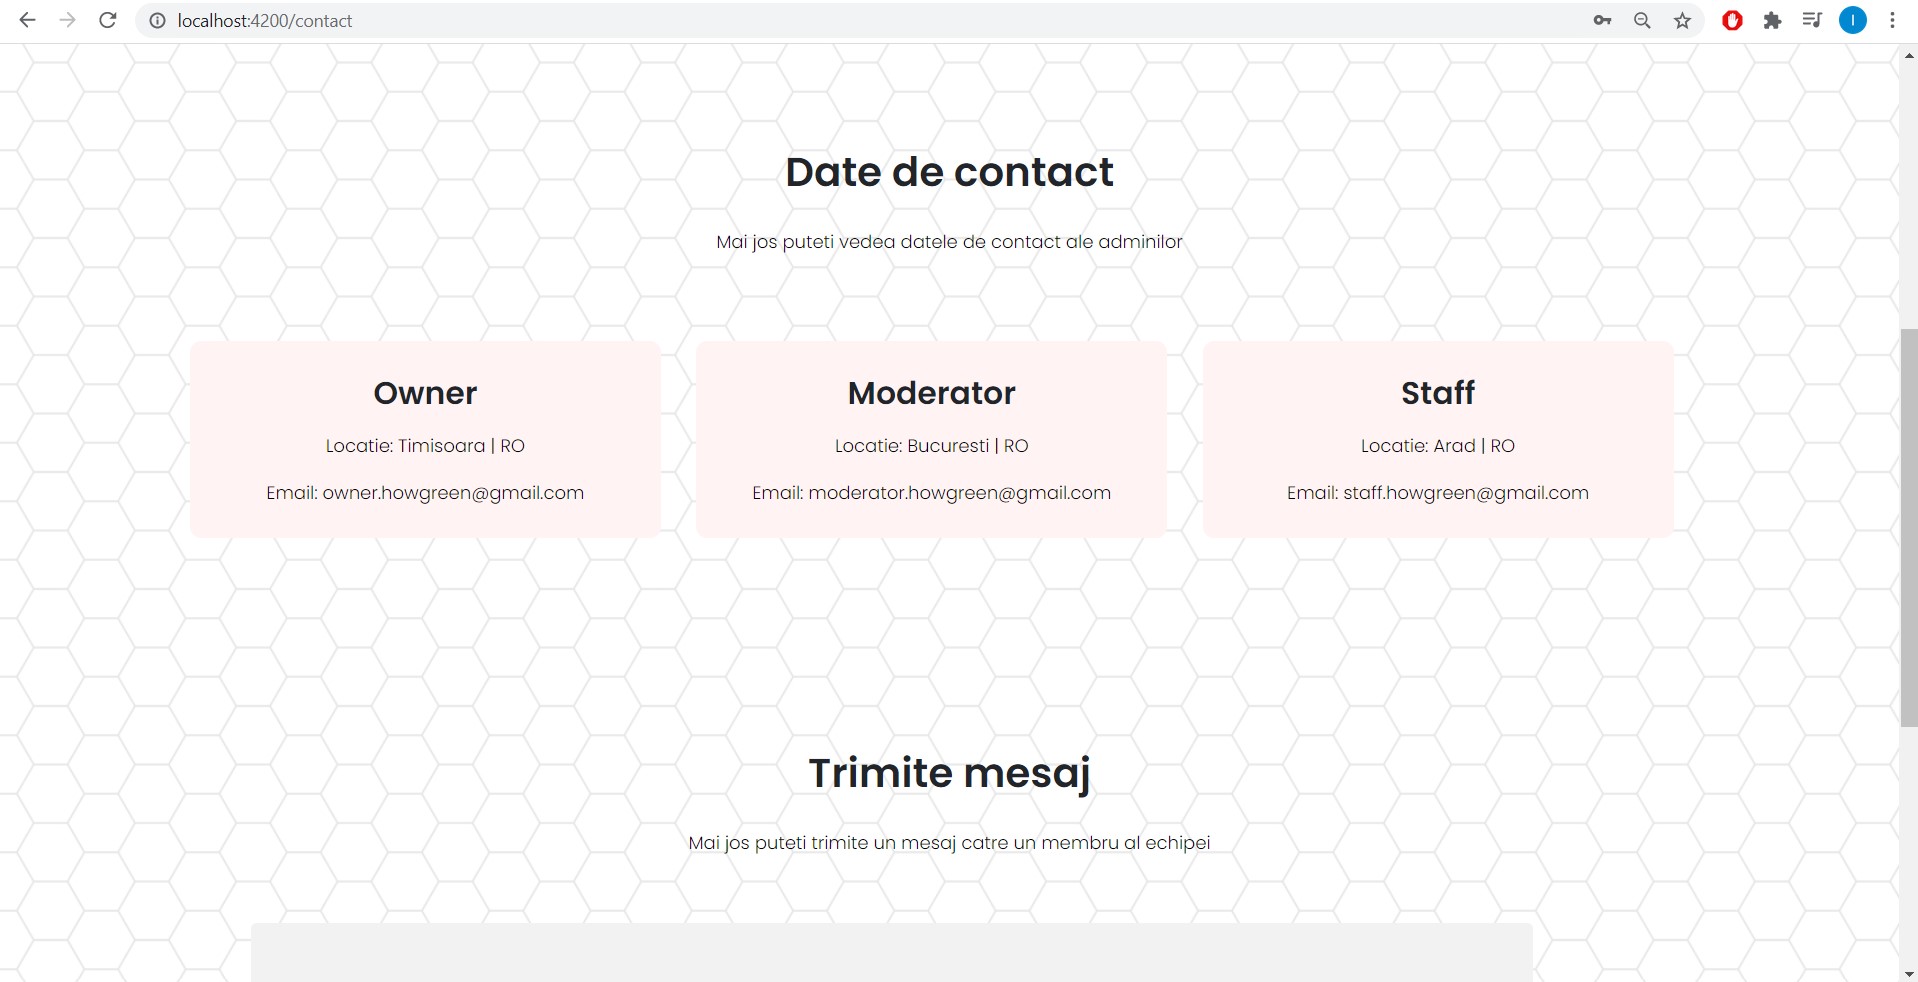 localhost:4200/contact
I
Date de contact
Mai jos puteti vedea datele de contact ale adminilor
Owner
Locatie: Timisoara | RO
Email: owner.howgreen@gmail.com
Moderator
Locatie: Bucuresti | RO
Email: moderator.howgreen@gmail.com
Staff
Locatie: Arad | RO
Email: staff.howgreen@gmail.com
Trimite mesaj
Mai jos puteti trimite un mesaj catre un membru al echipei